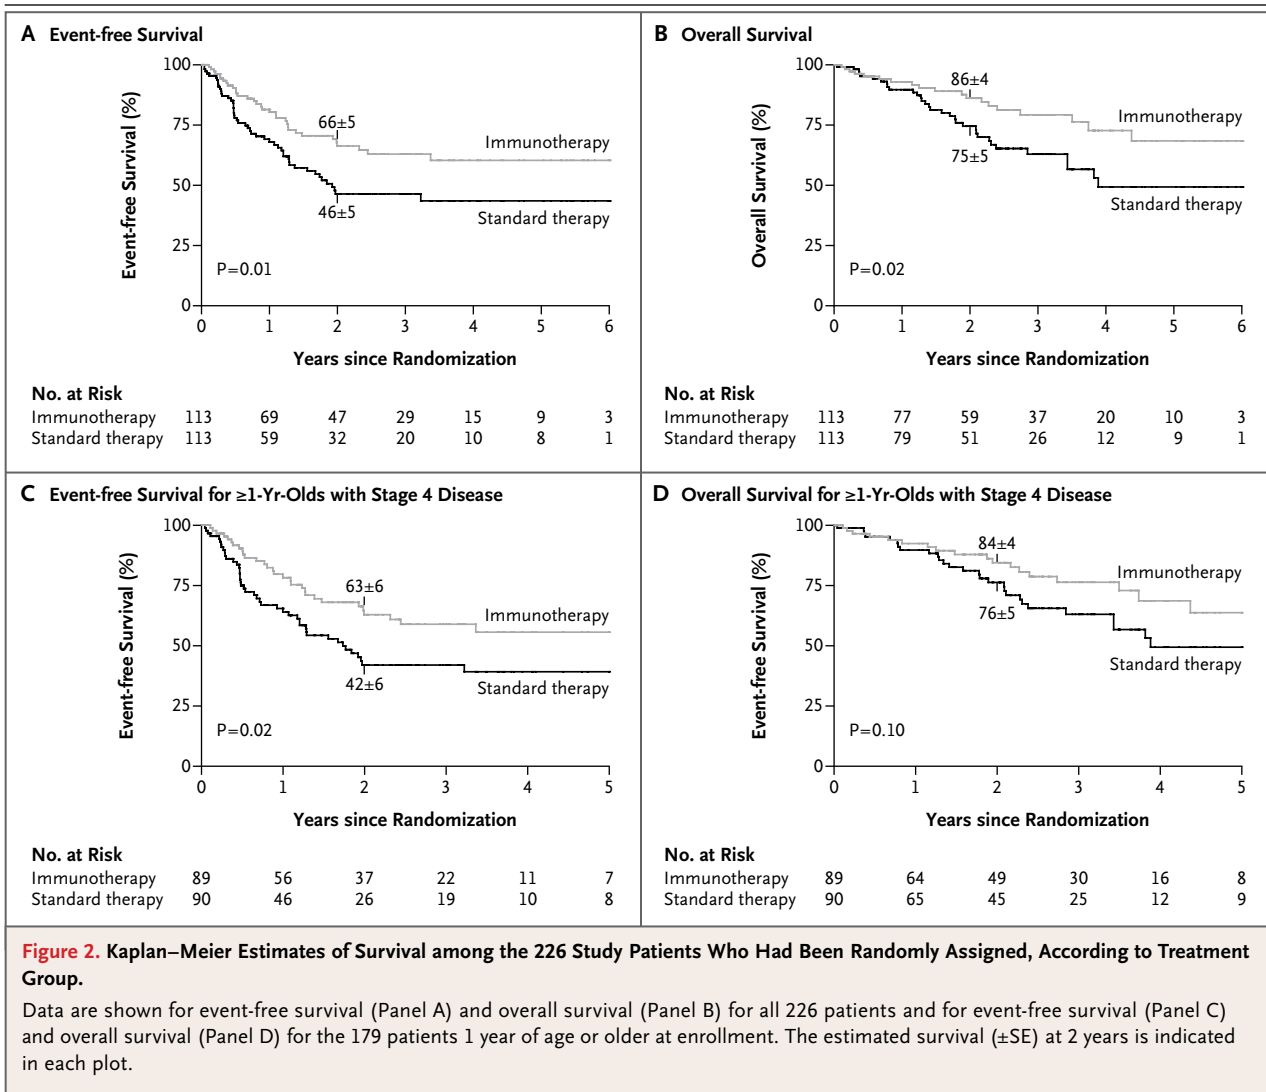 A Event-free Survival
Event-free Survival (%)
100
75
50
25
0
66±5
46±5
Immunotherapy
Standard therapy
P=0.01
0 1 2 3 4 5 6
Years since Randomization
No. at Risk
Immunotherapy 113 69 47 29 15 9 3
Standard therapy 113 59 32 20 10 8 1
B Overall Survival
Overall Survival (%)
100
75
50
25
0
86±4
75±5
Immunotherapy
Standard therapy
P=0.02
0 1 2 3 4 5 6
Years since Randomization
No. at Risk
Immunotherapy 113 77 59 37 20 10 3
Standard therapy 113 79 51 26 12 9 1
C Event-free Survival for ≥1-Yr-Olds with Stage 4 Disease
Event-free Survival (%)
100
75
50
25
0
63±6
42±6
Immunotherapy
Standard therapy
P=0.02
0 1 2 3 4 5
Years since Randomization
No. at Risk
Immunotherapy 89 56 37 22 11 7
Standard therapy 90 46 26 19 10 8
D Overall Survival for ≥1-Yr-Olds with Stage 4 Disease
Event-free Survival (%)
100
75
50
25
0
84±4
76±5
Immunotherapy
Standard therapy
P=0.10
0 1 2 3 4 5
Years since Randomization
No. at Risk
Immunotherapy 89 64 49 30 16 8
Standard therapy 90 65 45 25 12 9
Figure 2. Kaplan–Meier Estimates of Survival among the 226 Study Patients Who Had Been Randomly Assigned, According to Treatment
Group.
Data are shown for event-free survival (Panel A) and overall survival (Panel B) for all 226 patients and for event-free survival (Panel C)
and overall survival (Panel D) for the 179 patients 1 year of age or older at enrollment. The estimated survival (±SE) at 2 years is indicated
in each plot.